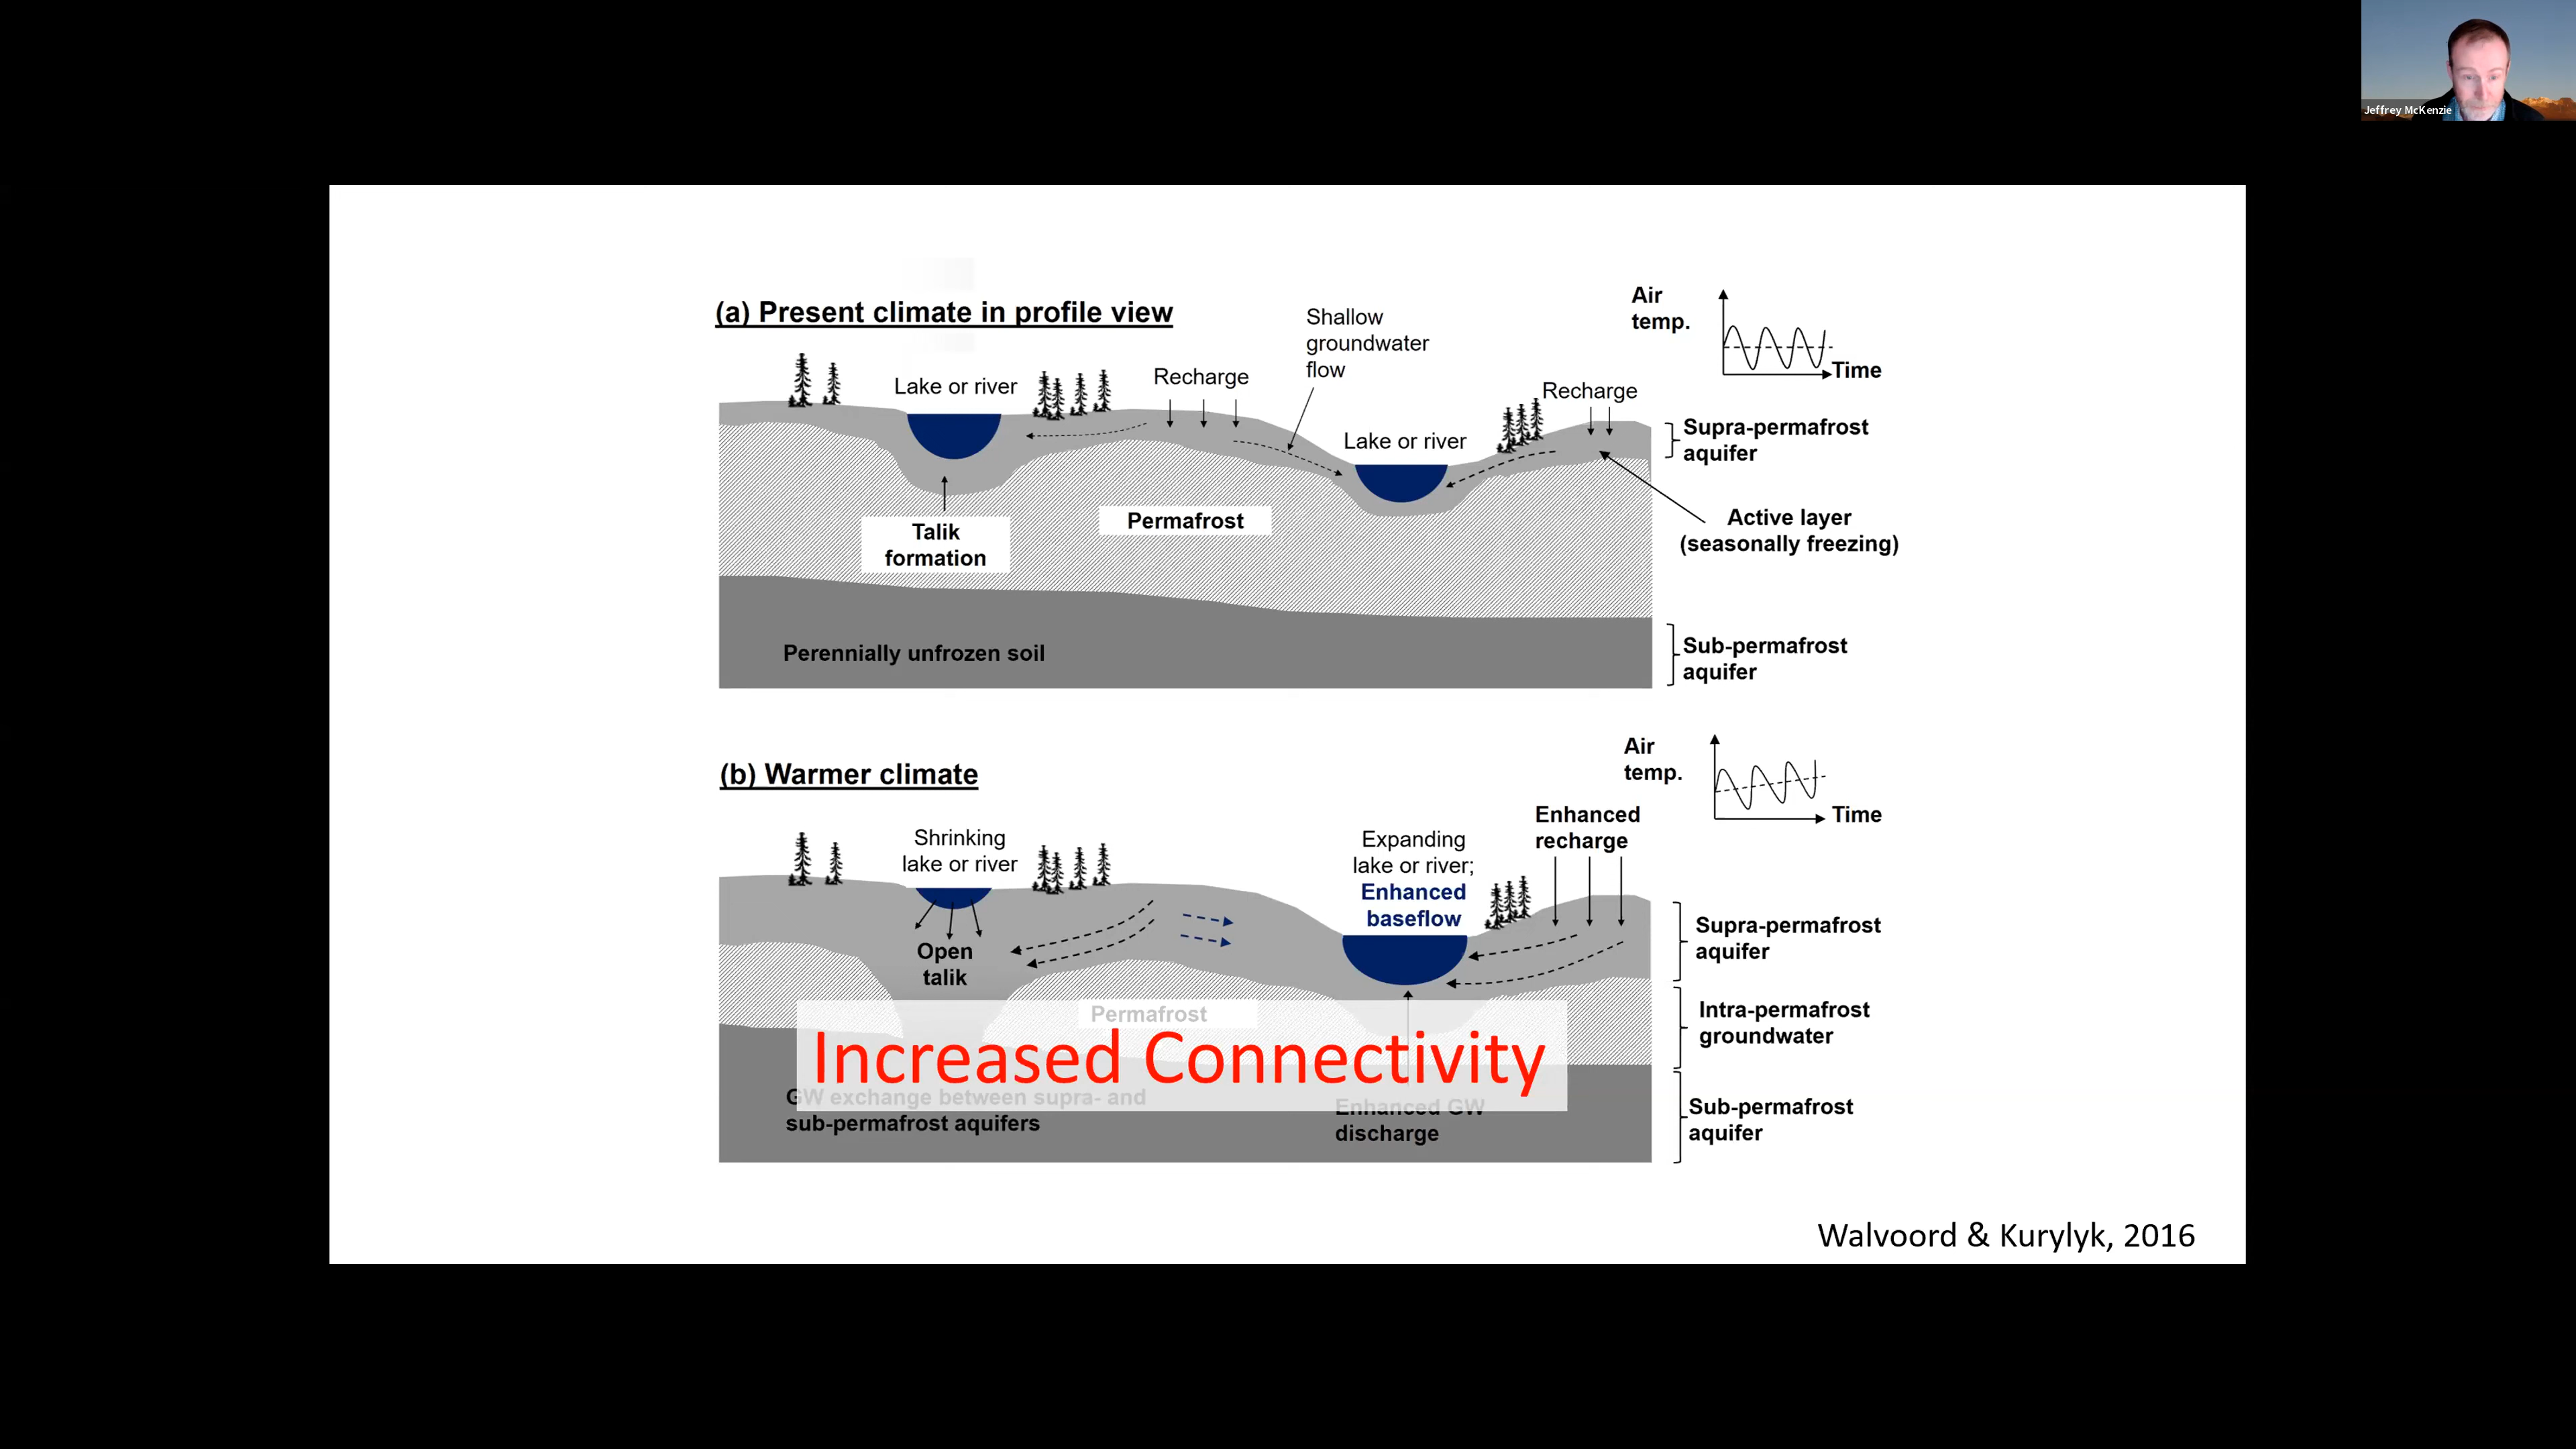 Jeffrey McKenzie
(a) Present climate in profile view
Shallow
groundwater
flow
Air
temp.
Time
Lake or river
Recharge
Recharge
Lake or river
Supra-permafrost
aquifer
Talik
formation
Permafrost
Active layer
(seasonally freezing)
Perennially unfrozen soil
Sub-permafrost
aquifer
(b) Warmer climate
Air
temp.
Time
Shrinking
lake or river
Expanding
lake or river;
Enhanced
baseflow
Enhanced
recharge
Open
talik
Supra-permafrost
aquifer
Permafrost
Intra-permafrost
groundwater
Increased Connectivity
GW exchange between supra- and
sub-permafrost aquifers
Enhanced GW
discharge
Sub-permafrost
aquifer
Walvoord & Kurylyk, 2016